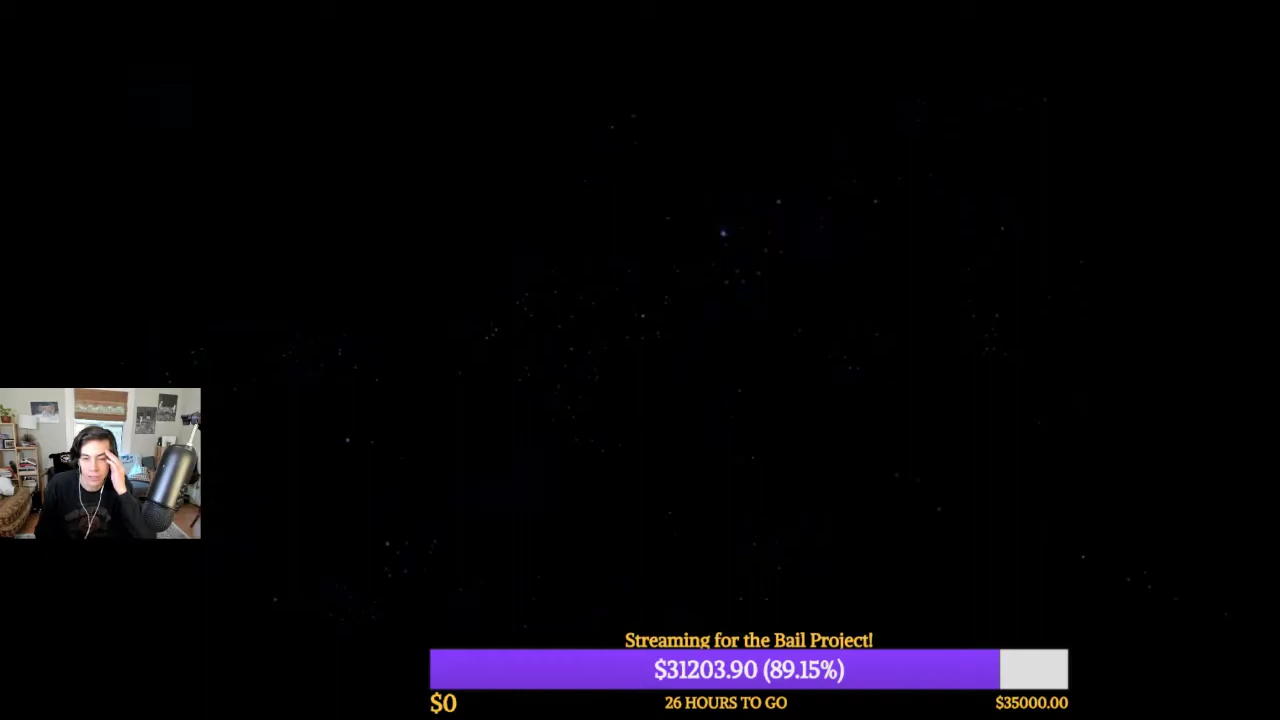 Streaming for the Bail Project!
$31203.90 (89.15%)
$0
26 HOURS TO GO
$35000.00